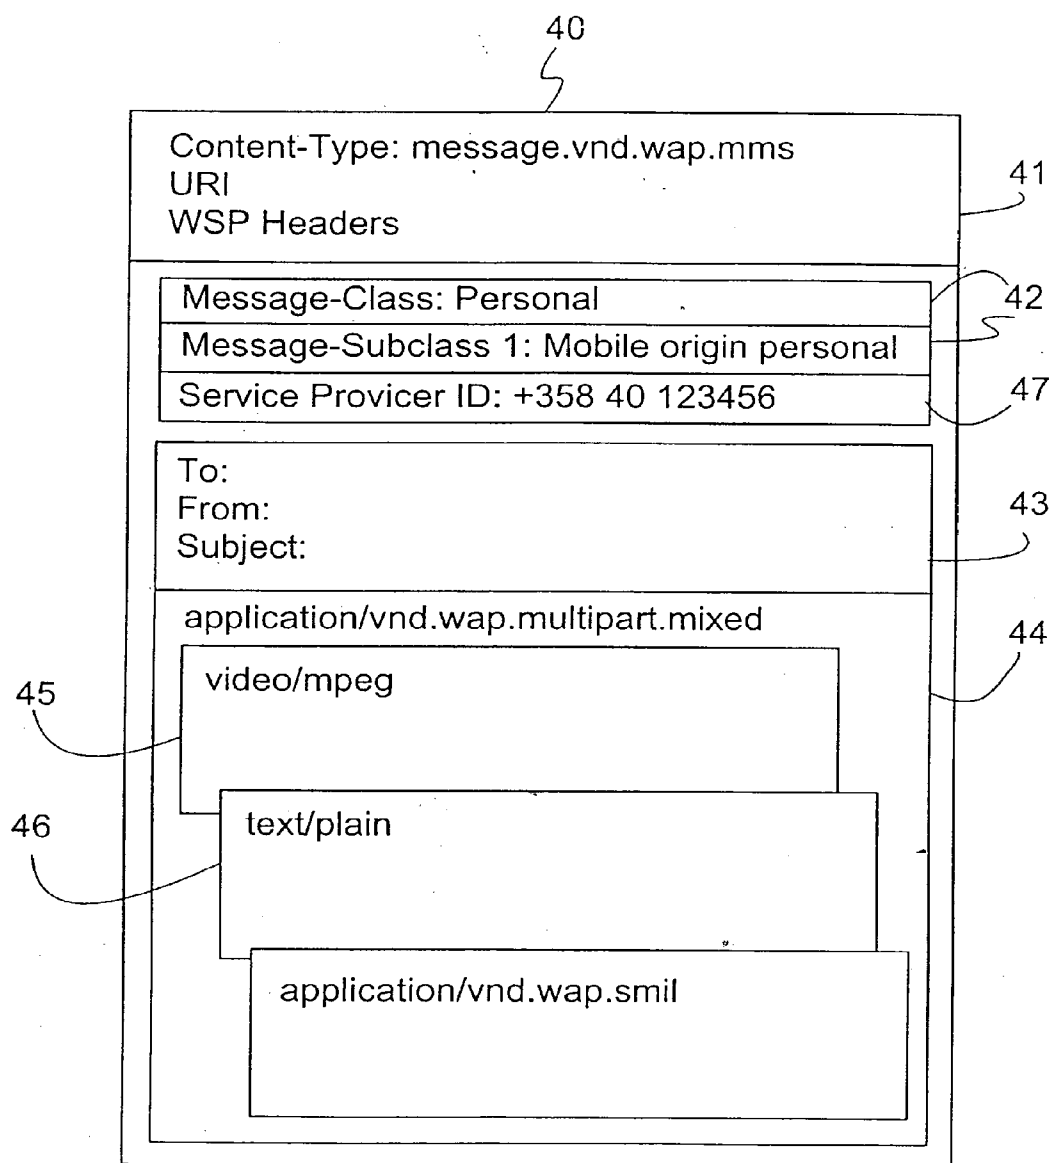 40
Content-Type: message.vnd.wap.mms
URI
WSP Headers
41
Message-Class: Personal
42
Message-Subclass 1: Mobile origin personal
Service Provicer ID: +358 40 123456
47
To:
From:
Subject:
43
application/vnd.wap.multipart.mixed
44
video/mpeg
45
text/plain
46
application/vnd.wap.smil